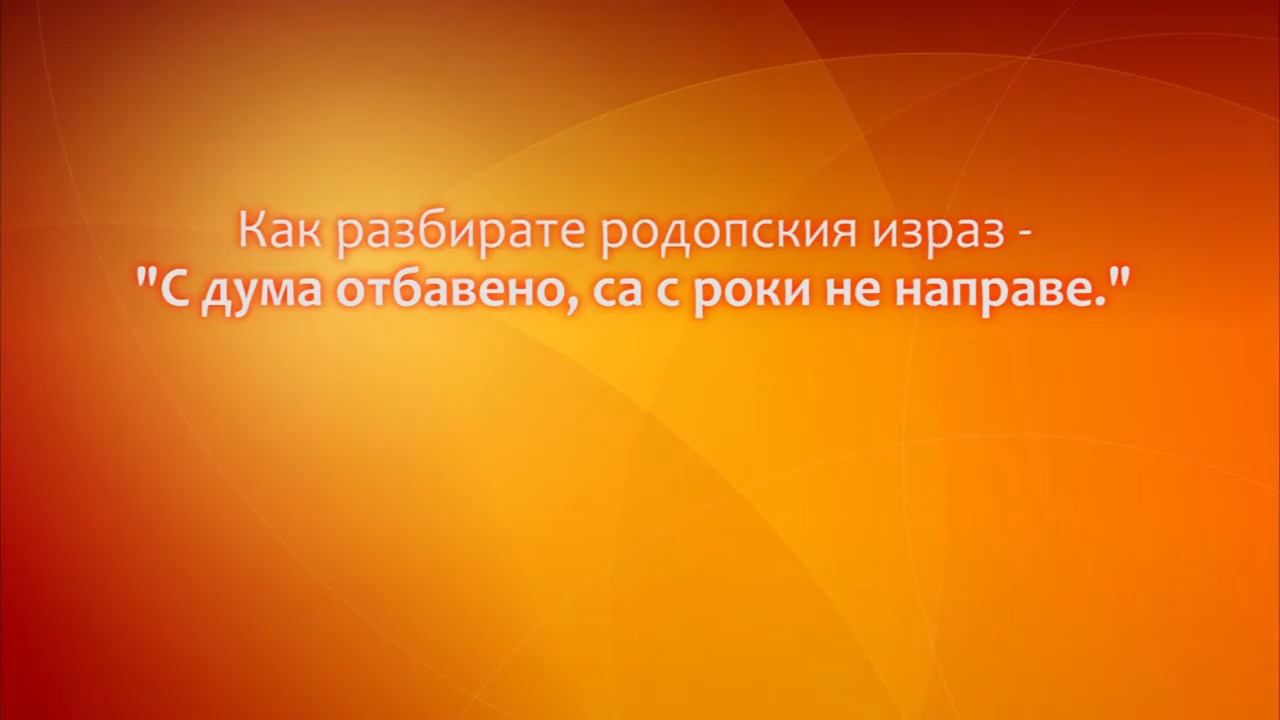 Как разбирате родопския израз -
"С дума отбавено, са с роки не направе."